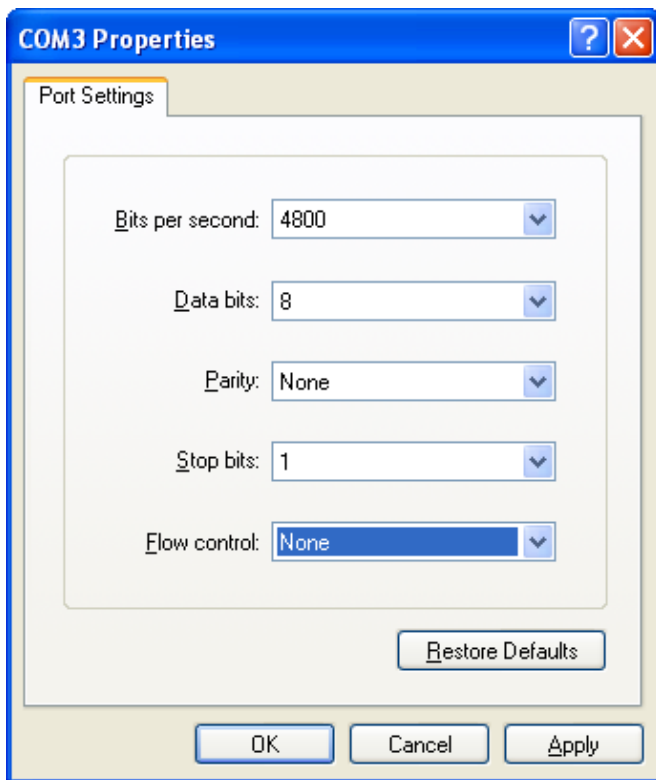 COM3 Properties
Port Settings
Bits per second: 4800
Data bits: 8
Parity: None
Stop bits: 1
Flow control: None
Restore Defaults
OK Cancel Apply